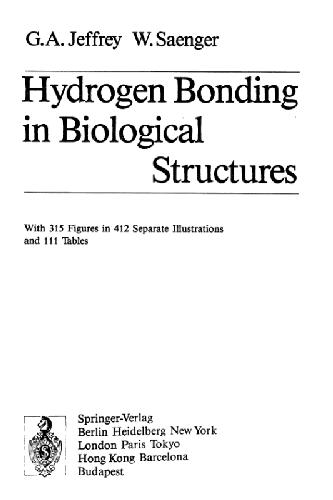 G.A. Jeffrey W. Saenger
Hydrogen Bonding
in Biological
Structures
With 315 Figures in 412 Separate Illustrations
and 111 Tables
Springer-Verlag
Berlin Heidelberg New York
London Paris Tokyo
Hong Kong Barcelona
Budapest